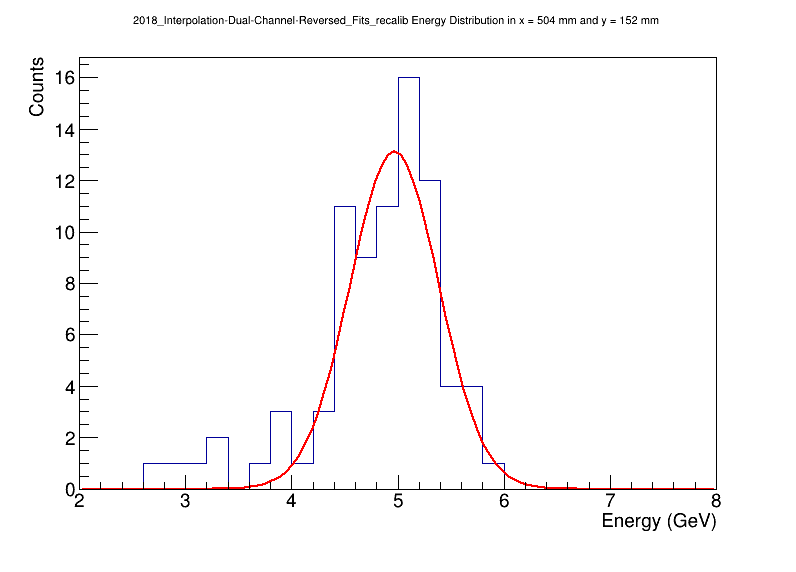 2018_Interpolation-Dual-Channel-Reversed_Fits_recalib Energy Distribution in x = 504 mm and y = 152 mm
Counts
16
14
12
10
8
6
4
2
0
2 3 4 5 6 7 8
Energy (GeV)